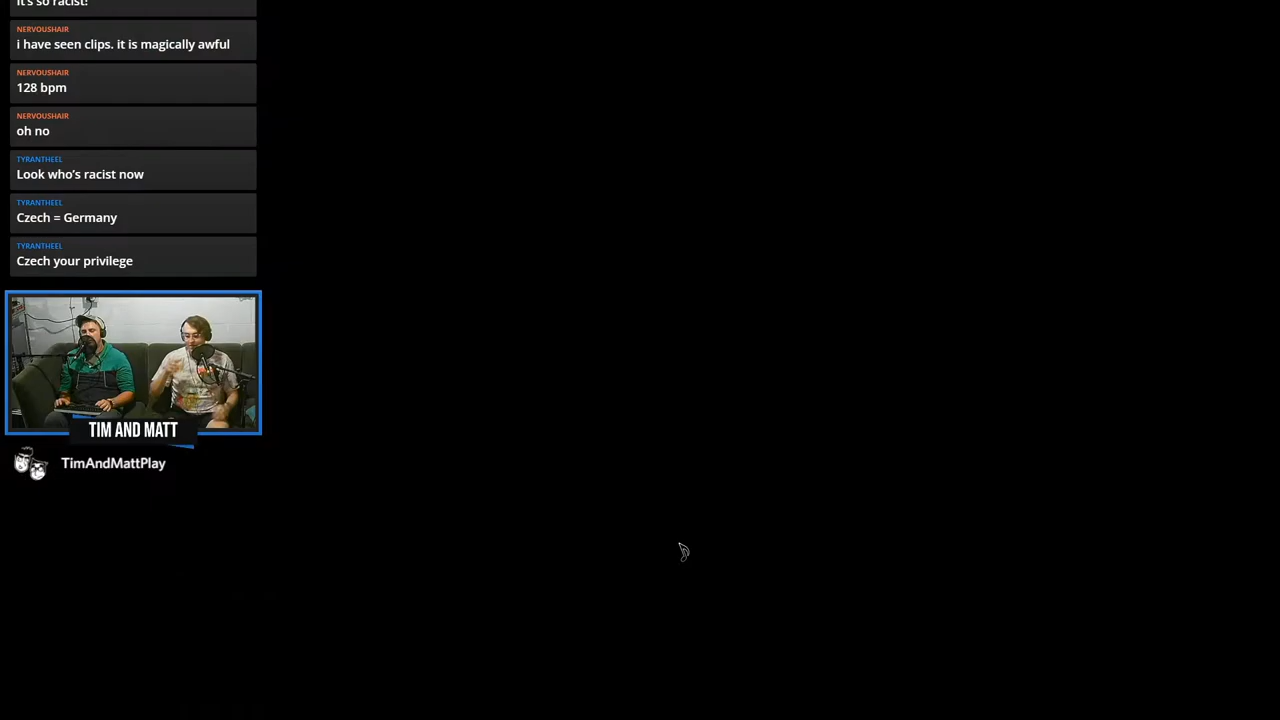 it's so racist!
NERVOUSHAIR
i have seen clips. it is magically awful
NERVOUSHAIR
128 bpm
NERVOUSHAIR
oh no
TYRANTHEEL
Look who's racist now
TYRANTHEEL
Czech = Germany
TYRANTHEEL
Czech your privilege
TIM AND MATT
TimAndMattPlay